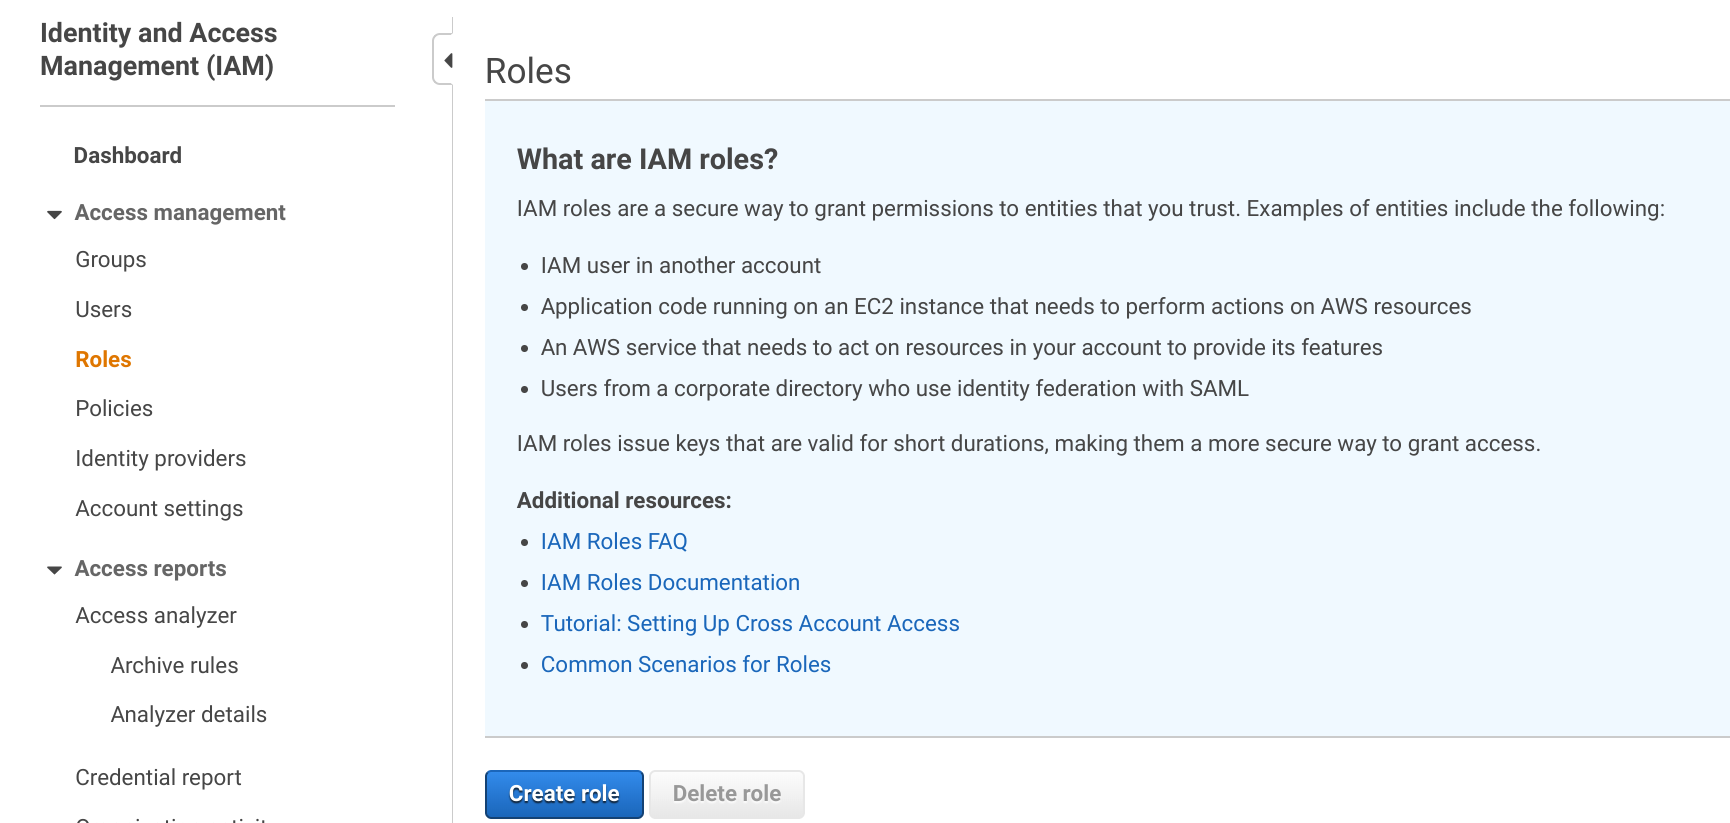 Identity and Access
Management (IAM)
Dashboard
Access management
Groups
Users
Roles
Policies
Identity providers
Account settings
Access reports
Access analyzer
Archive rules
Analyzer details
Credential report
Roles
What are IAM roles?
IAM roles are a secure way to grant permissions to entities that you trust. Examples of entities include the following:
• IAM user in another account
• Application code running on an EC2 instance that needs to perform actions on AWS resources
• An AWS service that needs to act on resources in your account to provide its features
• Users from a corporate directory who use identity federation with SAML
IAM roles issue keys that are valid for short durations, making them a more secure way to grant access.
Additional resources:
• IAM Roles FAQ
• IAM Roles Documentation
• Tutorial: Setting Up Cross Account Access
• Common Scenarios for Roles
Create role
Delete role